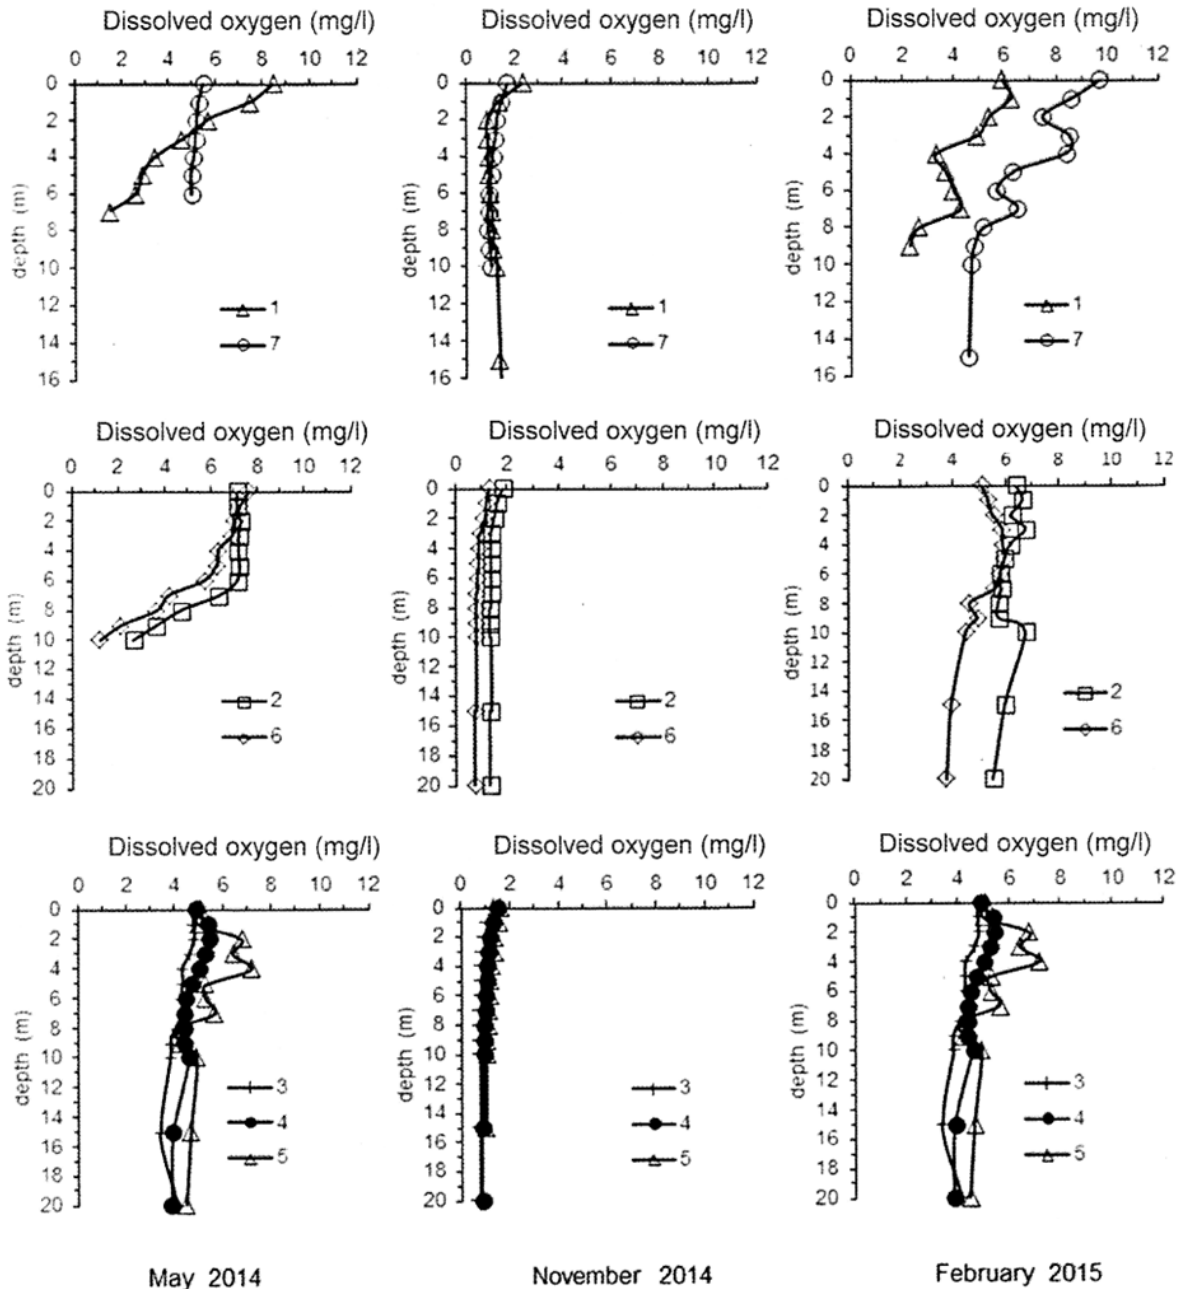 Dissolved oxygen (mg/l) Dissolved oxygen (mg/l) Dissolved oxygen (mg/l)
0 2 4 6 8 10 12 0 2 4 6 8 10 12 0 2 4 6 8 10 12
depth (m) depth (m) depth (m)
0 0 0
2 2 2
4 4 4
6 6 6
8 8 8
10 10 10
12 12 12
14 14 14
16 16 16
1 1 1
7 7 7
Dissolved oxygen (mg/l) Dissolved oxygen (mg/l) Dissolved oxygen (mg/l)
0 2 4 6 8 10 12 0 2 4 6 8 10 12 0 2 4 6 8 10 12
depth (m) depth (m) depth (m)
0 0 0
2 2 2
4 4 4
6 6 6
8 8 8
10 10 10
12 12 12
14 14 14
16 16 16
18 18 18
20 20 20
2 2 2
6 6 6
Dissolved oxygen (mg/l) Dissolved oxygen (mg/l) Dissolved oxygen (mg/l)
0 2 4 6 8 10 12 0 2 4 6 8 10 12 0 2 4 6 8 10 12
depth (m) depth (m) depth (m)
0 0 0
2 2 2
4 4 4
6 6 6
8 8 8
10 10 10
12 12 12
14 14 14
16 16 16
18 18 18
20 20 20
3 3 3
4 4 4
5 5 5
May 2014 November 2014 February 2015